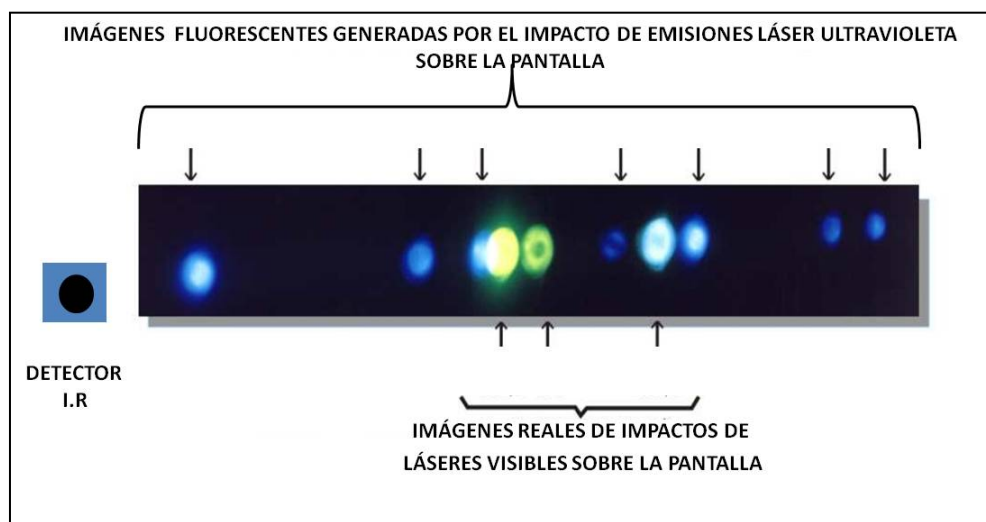 IMÁGENES FLUORESCENTES GENERADAS POR EL IMPACTO DE EMISIONES LÁSER ULTRAVIOLETA
SOBRE LA PANTALLA
DETECTOR
I.R
IMÁGENES REALES DE IMPACTOS DE
LÁSERES VISIBLES SOBRE LA PANTALLA